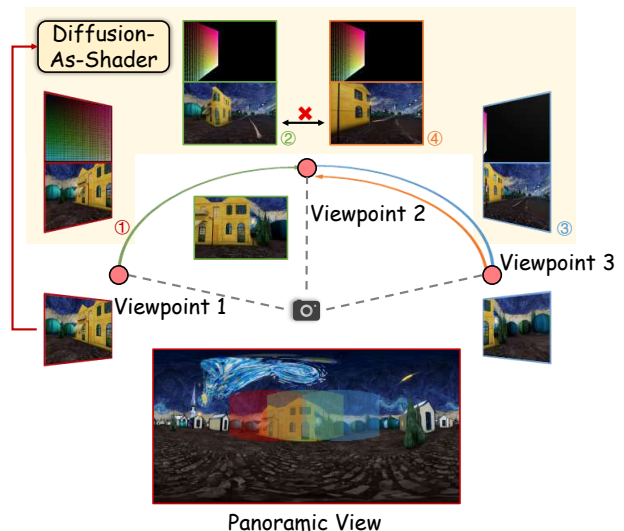 Diffusion-
As-Shader
②
④
①
③
Viewpoint 2
Viewpoint 3
Viewpoint 1
Panoramic View